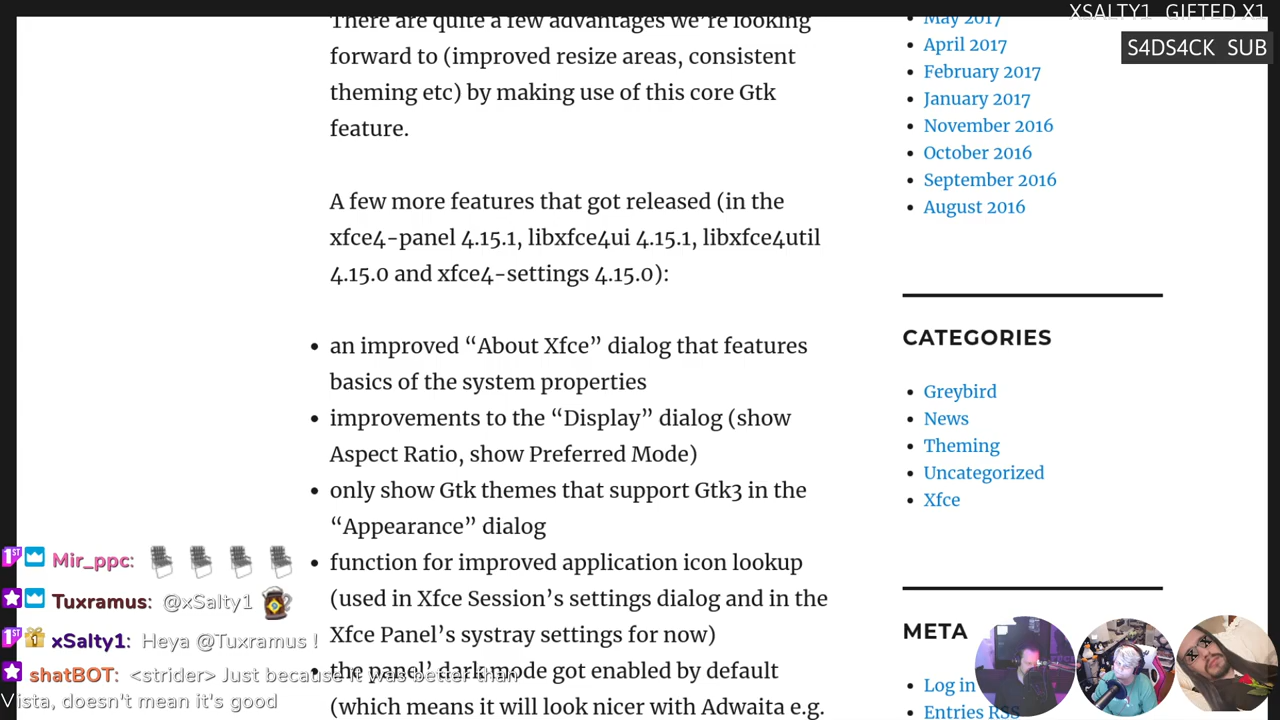 There are quite a few advantages we're looking
forward to (improved resize areas, consistent
theming etc) by making use of this core Gtk
feature.
A few more features that got released (in the
xfce4-panel 4.15.1, libxfce4ui 4.15.1, libxfce4util
4.15.0 and xfce4-settings 4.15.0):
• an improved “About Xfce” dialog that features
basics of the system properties
• improvements to the “Display” dialog (show
Aspect Ratio, show Preferred Mode)
• only show Gtk themes that support Gtk3 in the
“Appearance” dialog
• function for improved application icon lookup
(used in Xfce Session's settings dialog and in the
Xfce Panel's systray settings for now)
• the panel' dark mode got enabled by default
(which means it will look nicer with Adwaita e.g.
• May 2017
• April 2017
• February 2017
• January 2017
• November 2016
• October 2016
• September 2016
• August 2016
CATEGORIES
• Greybird
• News
• Theming
• Uncategorized
• Xfce
META
Log in
Entries RSS
XSALTY1 GIFTED X1
S4DS4CK SUB
1ST Mir_ppc:
Tuxramus: @xSalty1
1ST 1 xSalty1: Heya @Tuxramus !
shatBOT: <strider> Just because it was better than
Vista, doesn't mean it's good